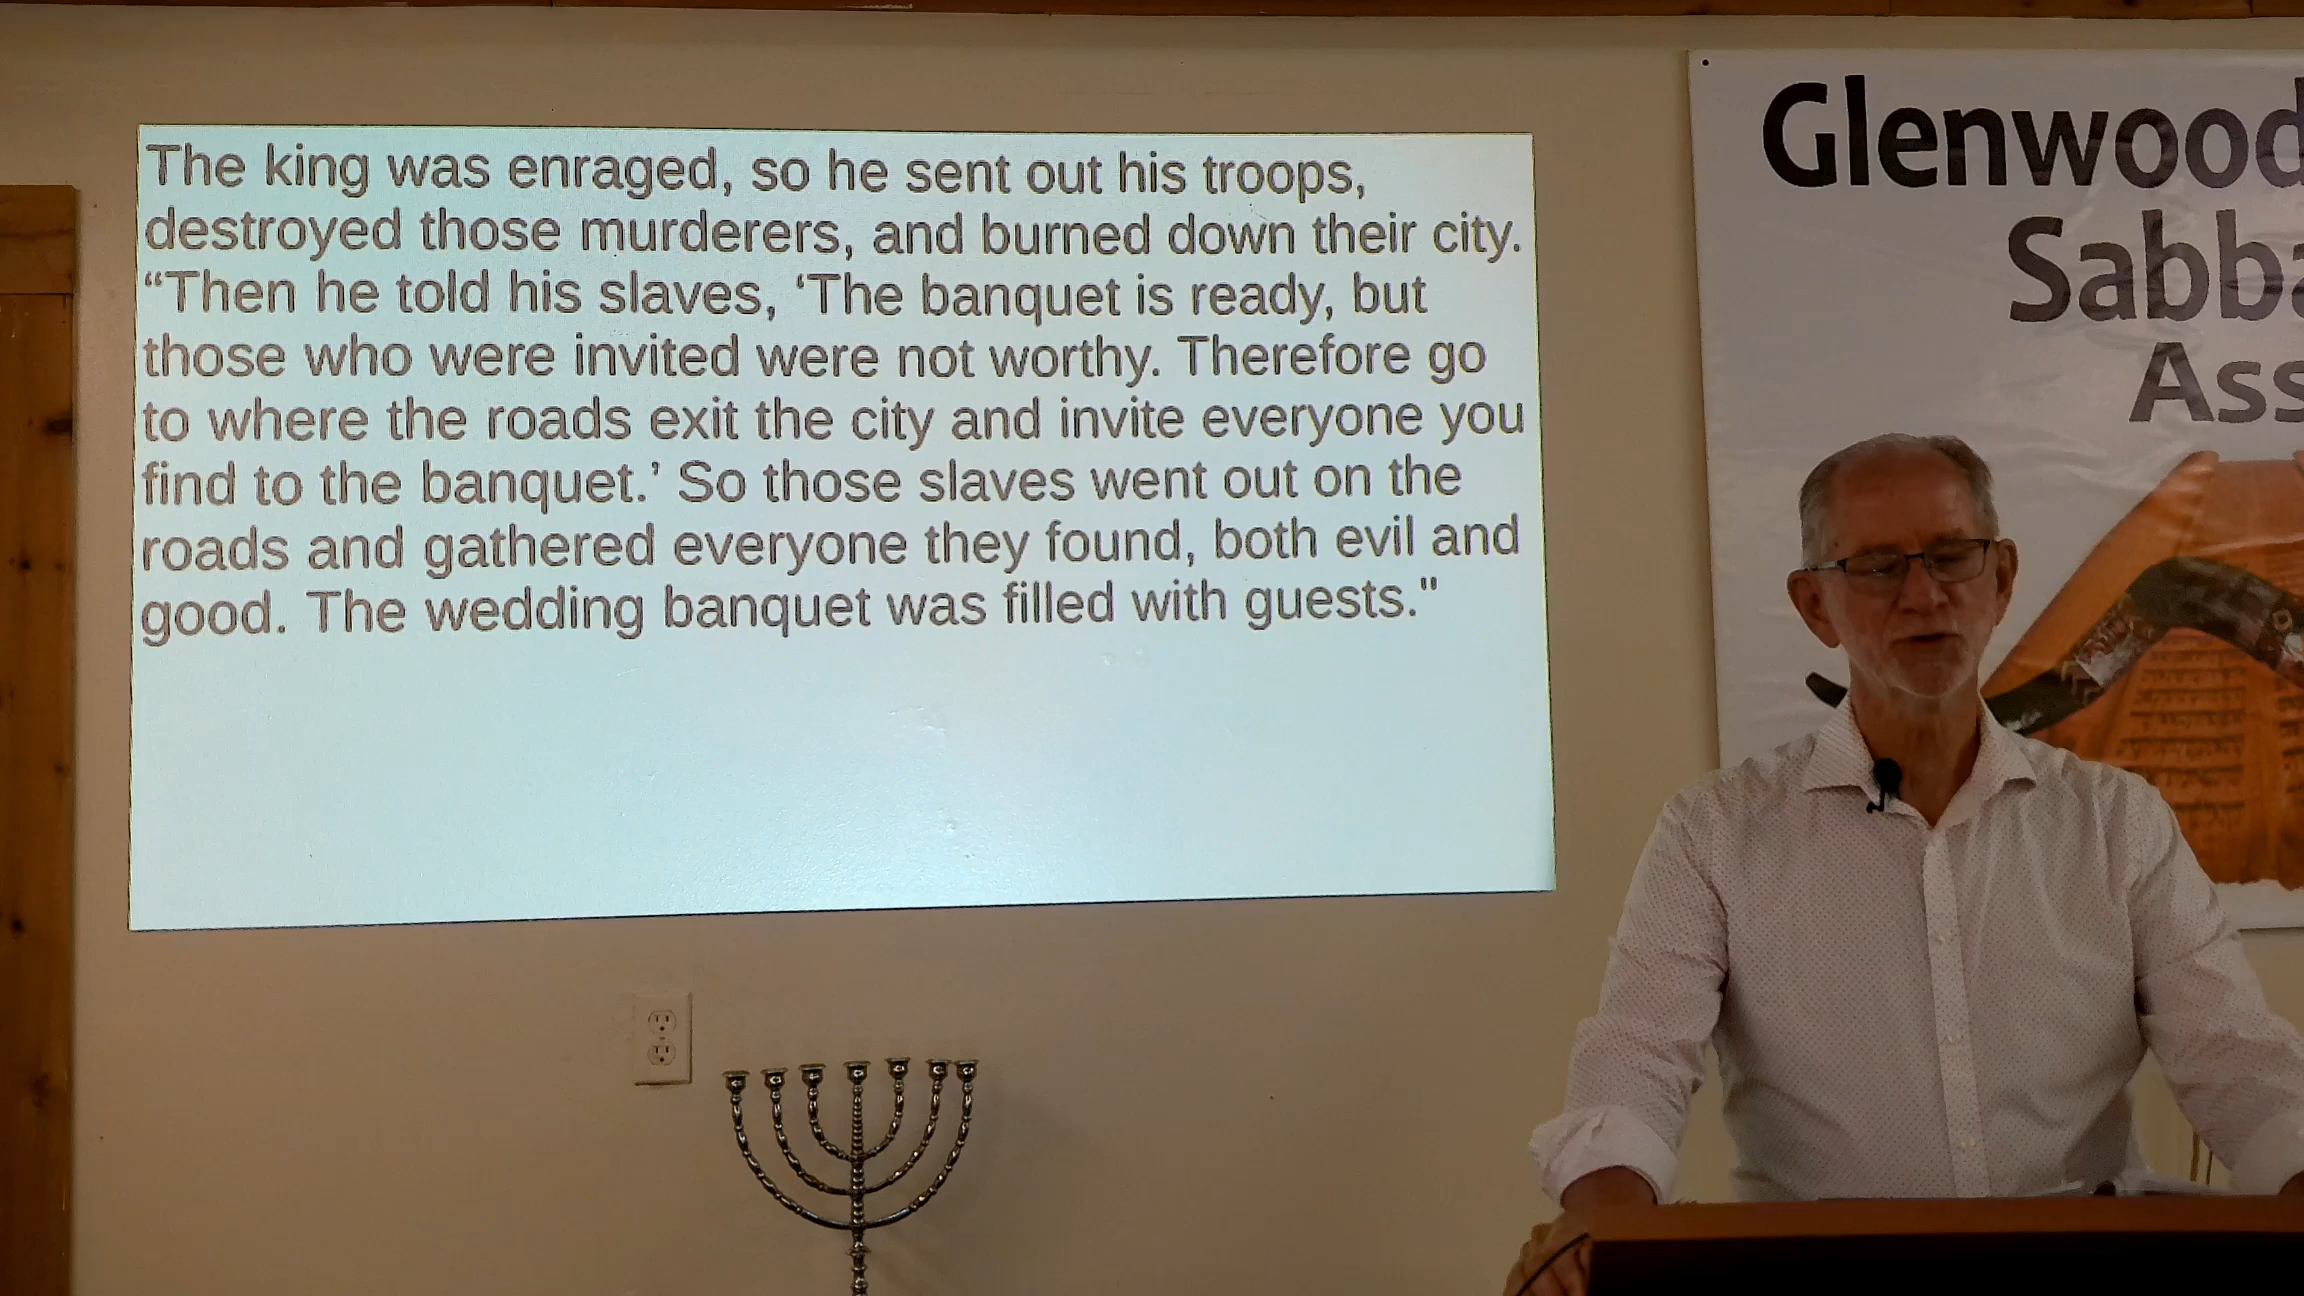 The king was enraged, so he sent out his troops,
destroyed those murderers, and burned down their city.
“Then he told his slaves, ‘The banquet is ready, but
those who were invited were not worthy. Therefore go
to where the roads exit the city and invite everyone you
find to the banquet.’ So those slaves went out on the
roads and gathered everyone they found, both evil and
good. The wedding banquet was filled with guests."
Glenwood
Sabba
Ass